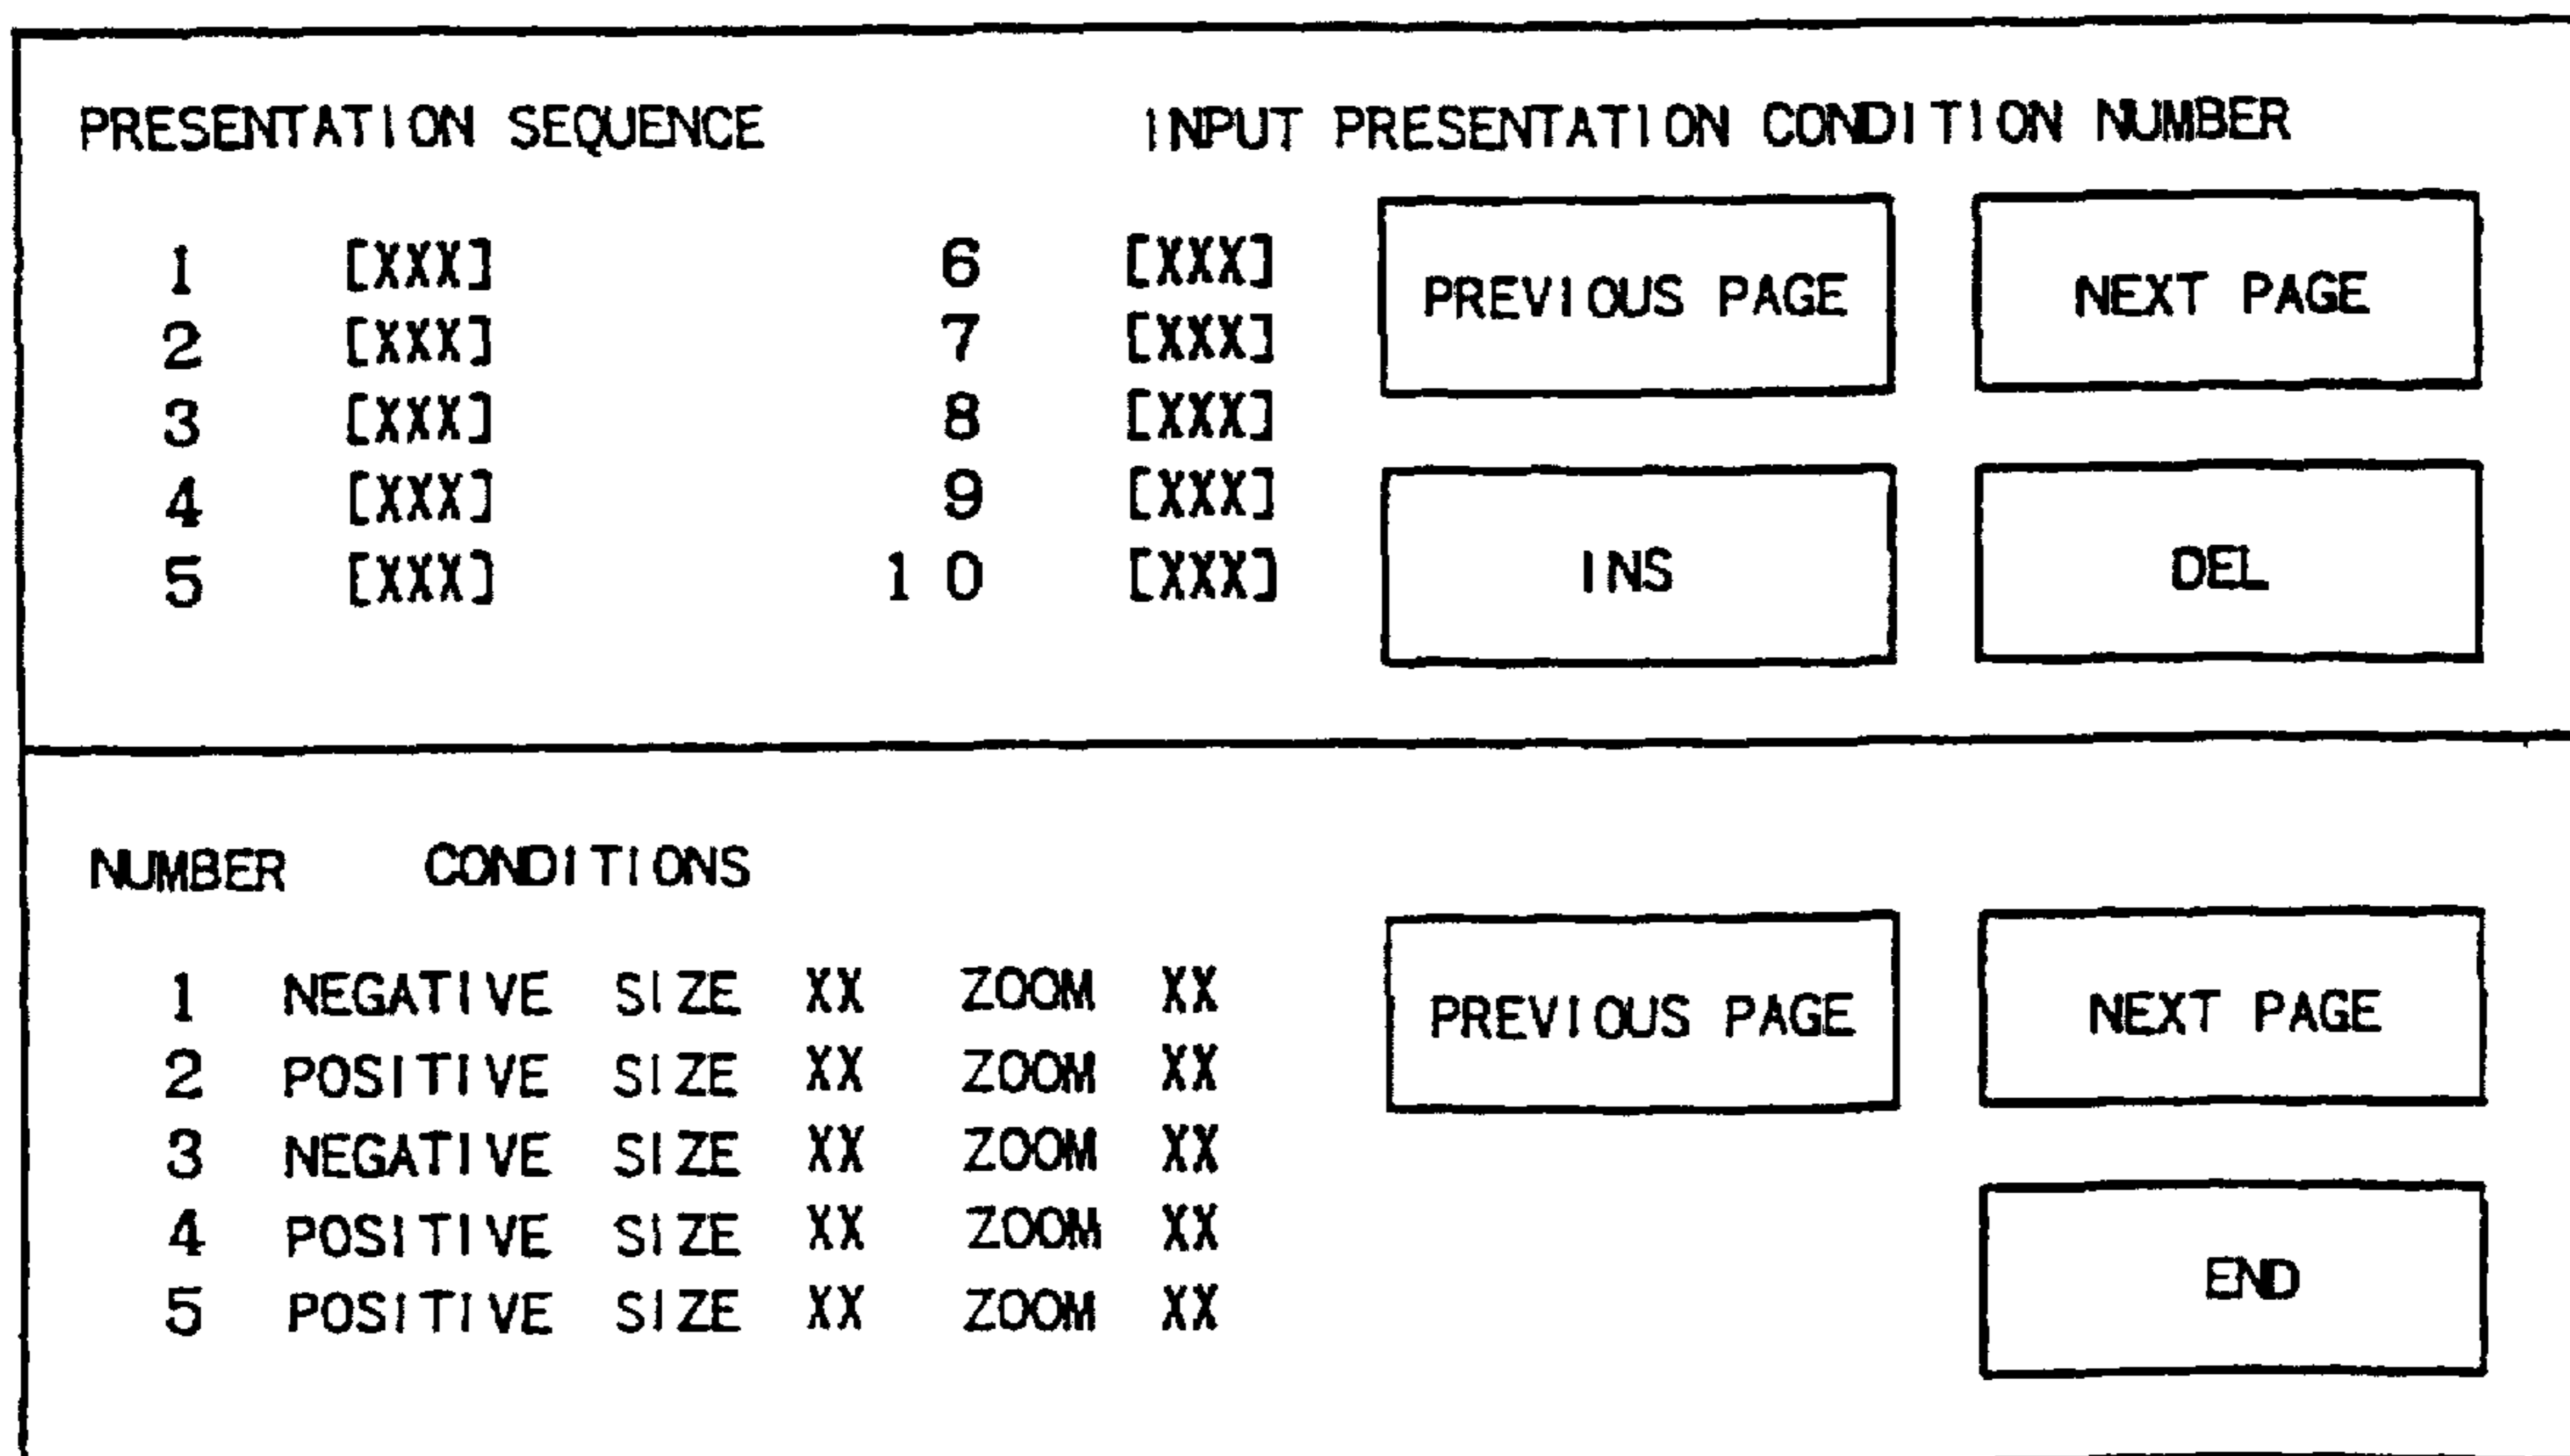 PRESENTATION SEQUENCE INPUT PRESENTATION CONDITION NUMBER
1 [XXX] 6 [XXX] PREVIOUS PAGE NEXT PAGE
2 [XXX] 7 [XXX]
3 [XXX] 8 [XXX]
4 [XXX] 9 [XXX]
5 [XXX] 10 [XXX] INS DEL
NUMBER CONDITIONS
1 NEGATIVE SIZE XX ZOOM XX PREVIOUS PAGE NEXT PAGE
2 POSITIVE SIZE XX ZOOM XX
3 NEGATIVE SIZE XX ZOOM XX
4 POSITIVE SIZE XX ZOOM XX
5 POSITIVE SIZE XX ZOOM XX END